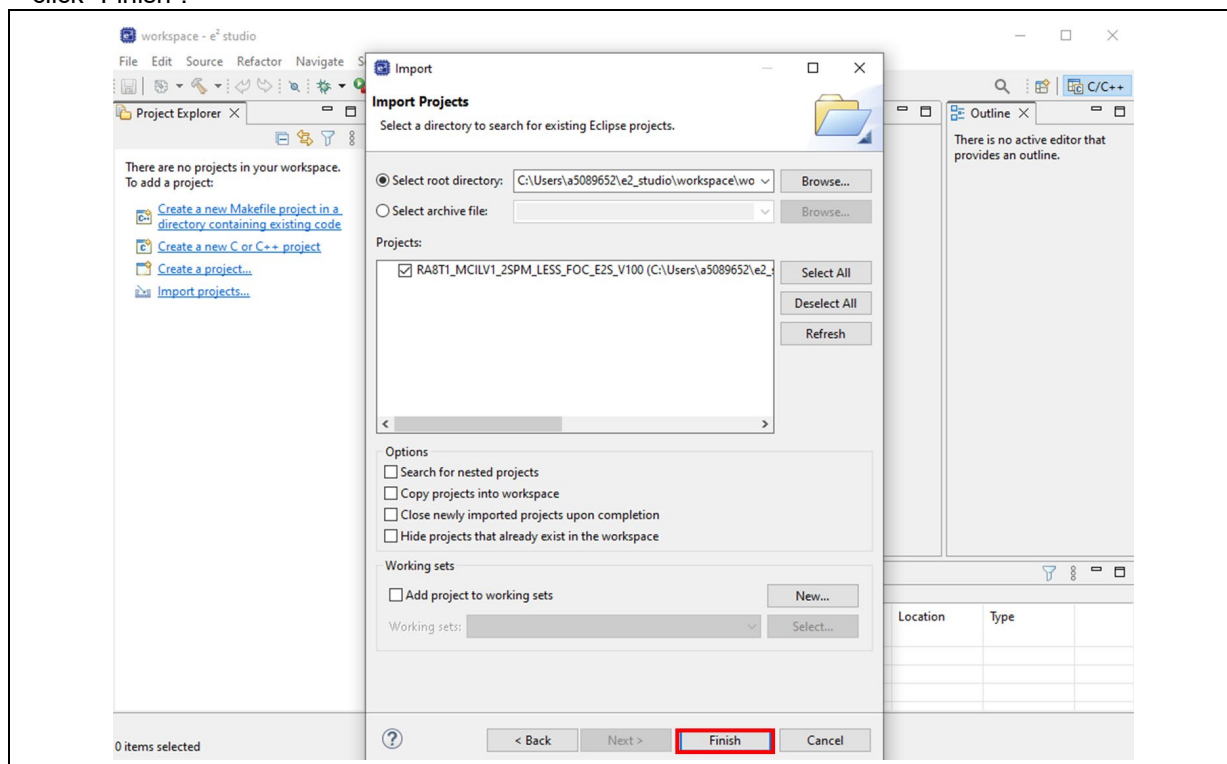 click "Finish".
workspace - e² studio
File Edit Source Refactor Navigate
C/C++
Project Explorer
There are no projects in your workspace.
To add a project:
Create a new Makefile project in a
directory containing existing code
Create a new C or C++ project
Create a project...
Import projects...
0 items selected
Import
Import Projects
Select a directory to search for existing Eclipse projects.
Select root directory: C:\Users\a5089652\e2_studio\workspace\wo Browse...
Select archive file: Browse...
Projects:
RA8T1_MCILV1_2SPM_LESS_FOC_E2S_V100 (C:\Users\a5089652\e2_s
Select All
Deselect All
Refresh
Options
Search for nested projects
Copy projects into workspace
Close newly imported projects upon completion
Hide projects that already exist in the workspace
Working sets
Add project to working sets New...
Working sets: Select...
< Back Next > Finish Cancel
Outline
There is no active editor that
provides an outline.
Location Type